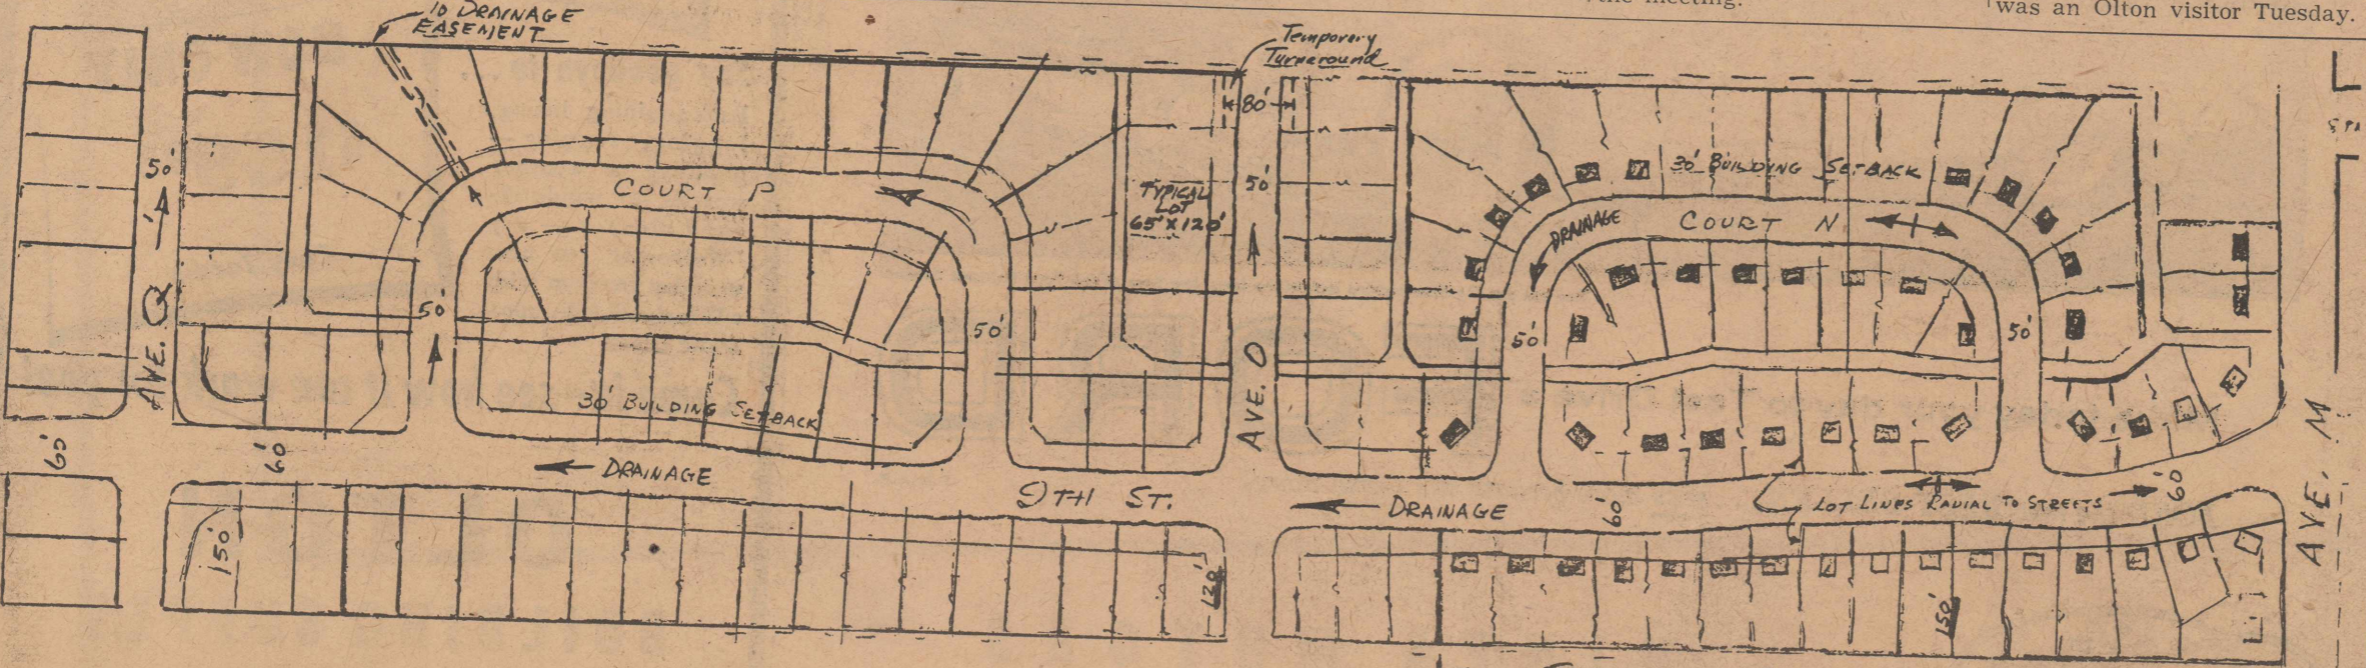 the meeting.
was an Olton visitor Tuesday.
10 DRAINAGE
EASEMENT
Temporary
Turnaround
80'
50'
COURT P
TYPICAL
LOT
65' X 120'
50'
30' BUILDING SETBACK
DRAINAGE
COURT N
AVE. Q
50'
50'
AVE. O
50'
50'
30' BUILDING SETBACK
AVE. M
60'
60'
DRAINAGE
9TH ST.
DRAINAGE
60'
LOT LINES RADIAL TO STREETS
60'
150'
120'
150'